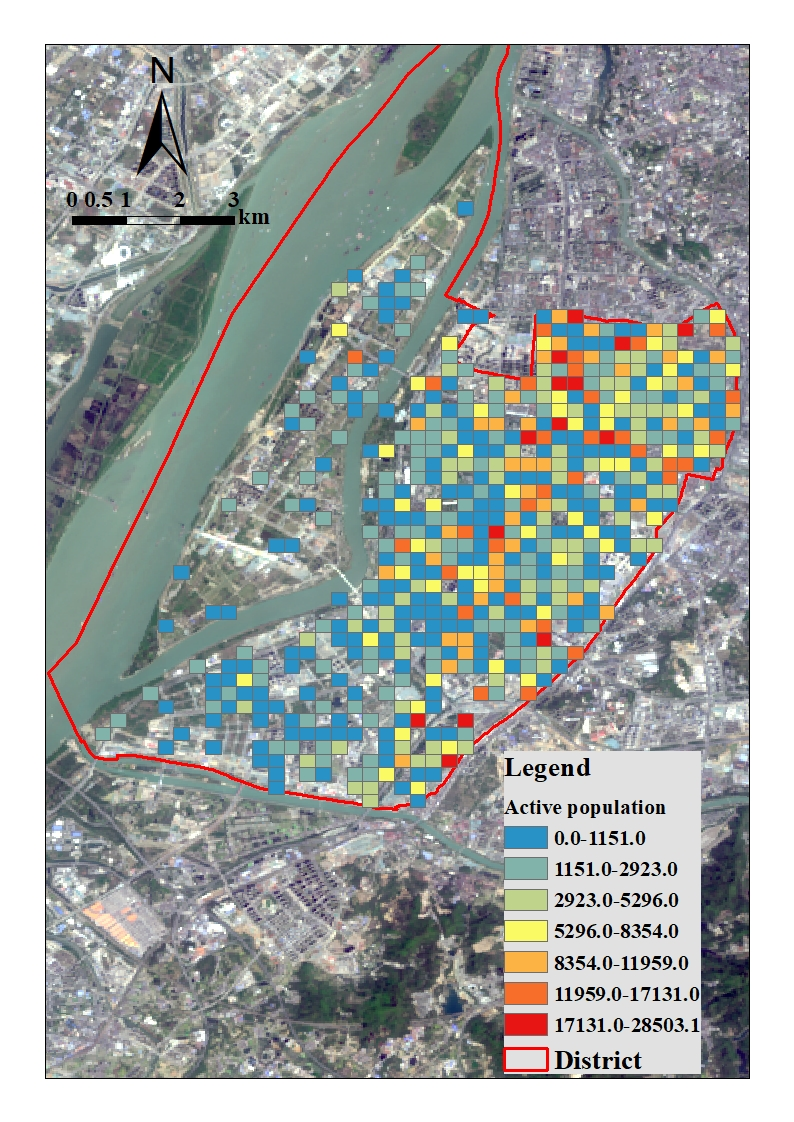 N
0 0.5 1 2 3
km
Legend
Active population
0.0-1151.0
1151.0-2923.0
2923.0-5296.0
5296.0-8354.0
8354.0-11959.0
11959.0-17131.0
17131.0-28503.1
District